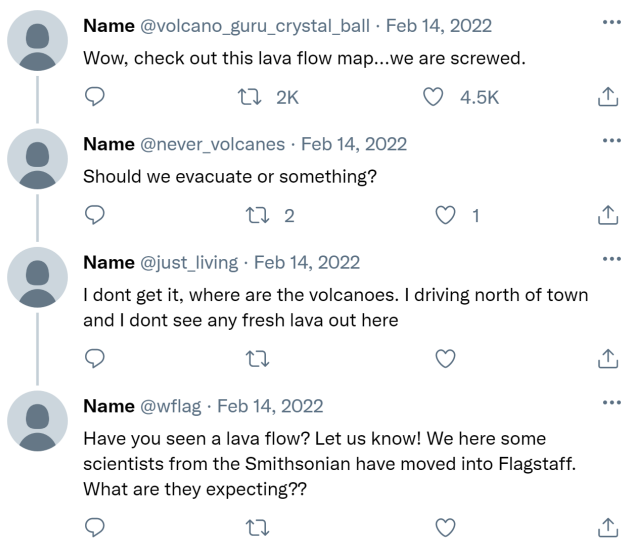 Name @volcano_guru_crystal_ball · Feb 14, 2022
Wow, check out this lava flow map...we are screwed.
2K 4.5K
Name @never_volcanoes · Feb 14, 2022
Should we evacuate or something?
2 1
Name @just_living · Feb 14, 2022
I dont get it, where are the volcanoes. I driving north of town
and I dont see any fresh lava out here
Name @wflag · Feb 14, 2022
Have you seen a lava flow? Let us know! We here some
scientists from the Smithsonian have moved into Flagstaff.
What are they expecting??